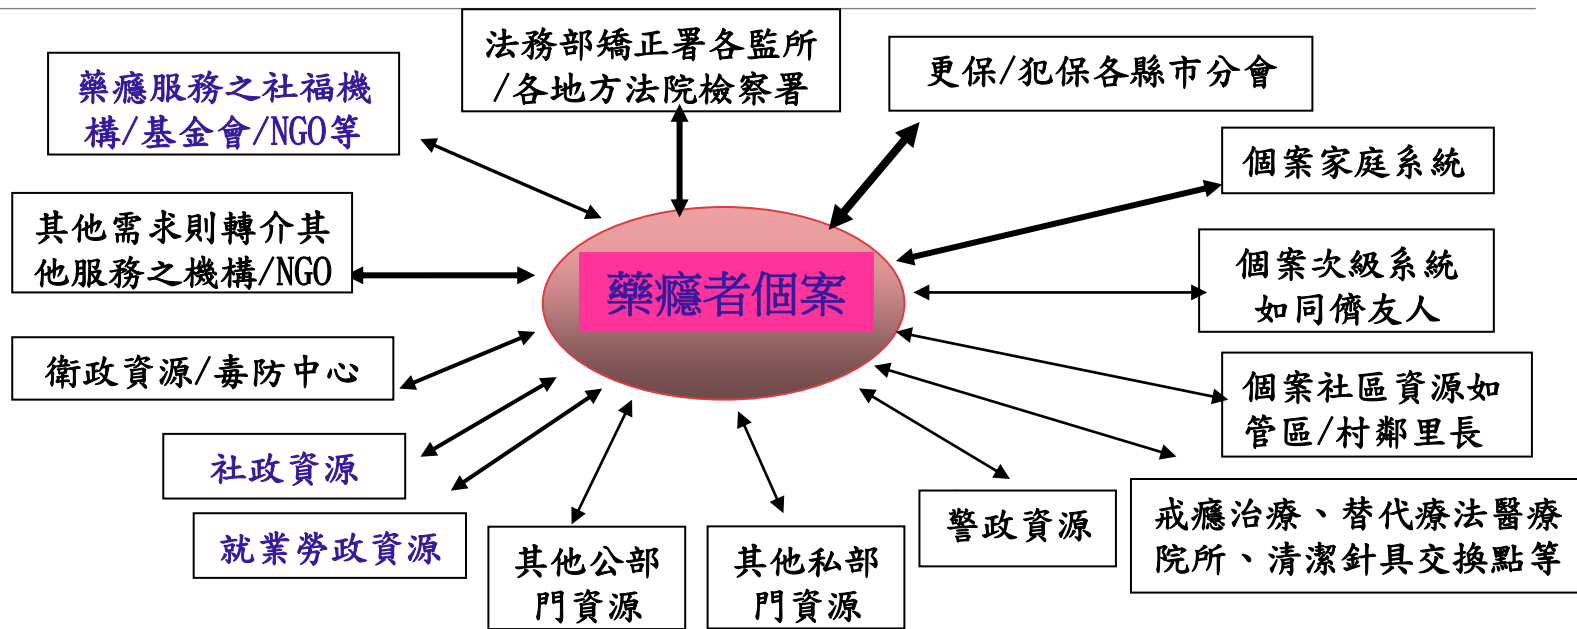 法務部矯正署各監所
/各地方法院檢察署
更保/犯保各縣市分會
藥癮服務之社福機
構/基金會/NGO等
個案家庭系統
其他需求則轉介其
他服務之機構/NGO
個案次級系統
如同儕友人
藥癮者個案
衛政資源/毒防中心
個案社區資源如
管區/村鄰里長
社政資源
就業勞政資源
其他公部
門資源
其他私部
門資源
警政資源
戒癮治療、替代療法醫療
院所、清潔針具交換點等